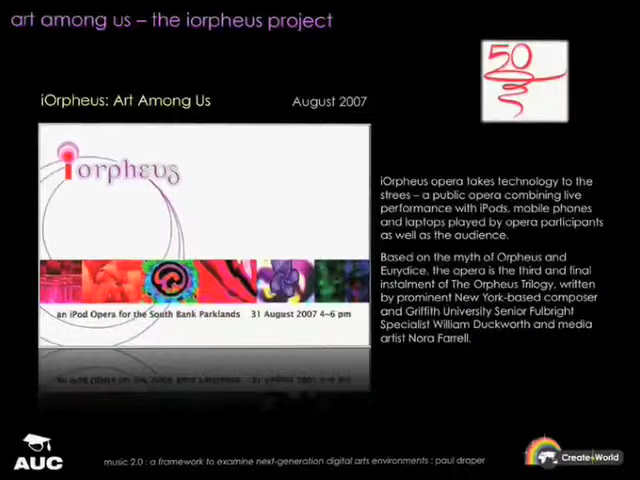 art among us – the iorpheus project
50
iOrpheus: Art Among Us
August 2007
iorpheus
an iPod Opera for the South Bank Parklands 31 August 2007 4–6 pm
iOrpheus opera takes technology to the
strees – a public opera combining live
performance with iPods, mobile phones
and laptops played by opera participants
as well as the audience.
Based on the myth of Orpheus and
Eurydice, the opera is the third and final
instalment of The Orpheus Trilogy, written
by prominent New York-based composer
and Griffith University Senior Fulbright
Specialist William Duckworth and media
artist Nora Farrell.
AUC
music 2.0 : a framework to examine next-generation digital arts environments : paul draper
Create World